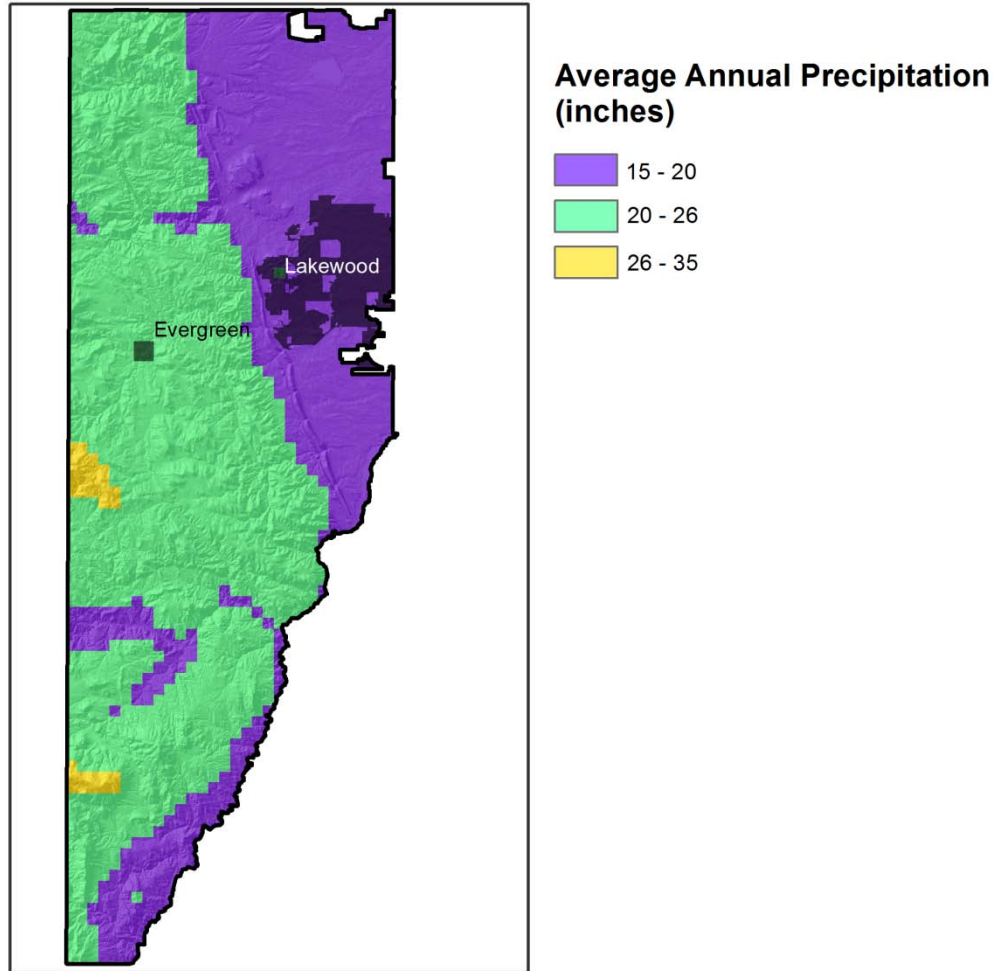 Average Annual Precipitation
(inches)
15 - 20
20 - 26
26 - 35
Lakewood
Evergreen